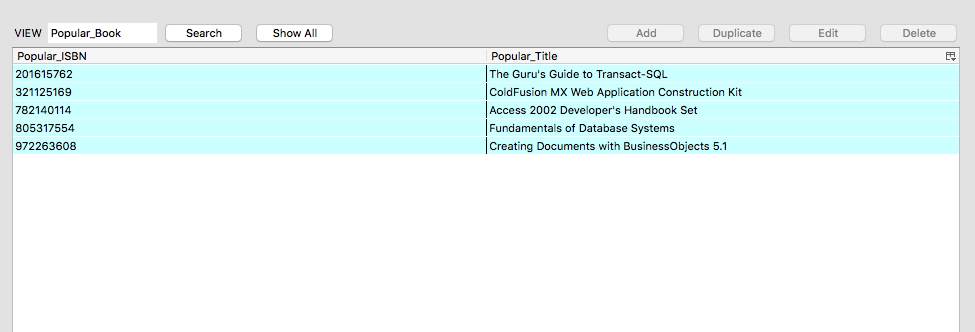 VIEW Popular_Book Search Show All Add Duplicate Edit Delete
Popular_ISBN Popular_Title
201615762 The Guru's Guide to Transact-SQL
321125169 ColdFusion MX Web Application Construction Kit
782140114 Access 2002 Developer's Handbook Set
805317554 Fundamentals of Database Systems
972263608 Creating Documents with BusinessObjects 5.1